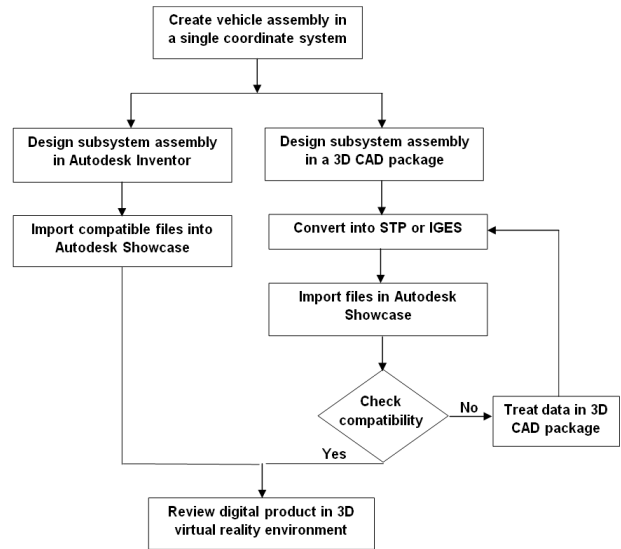 Create vehicle assembly in
a single coordinate system
Design subsystem assembly
in Autodesk Inventor
Design subsystem assembly
in a 3D CAD package
Import compatible files into
Autodesk Showcase
Convert into STP or IGES
Import files in Autodesk
Showcase
Check
compatibility
No
Treat data in 3D
CAD package
Yes
Review digital product in 3D
virtual reality environment